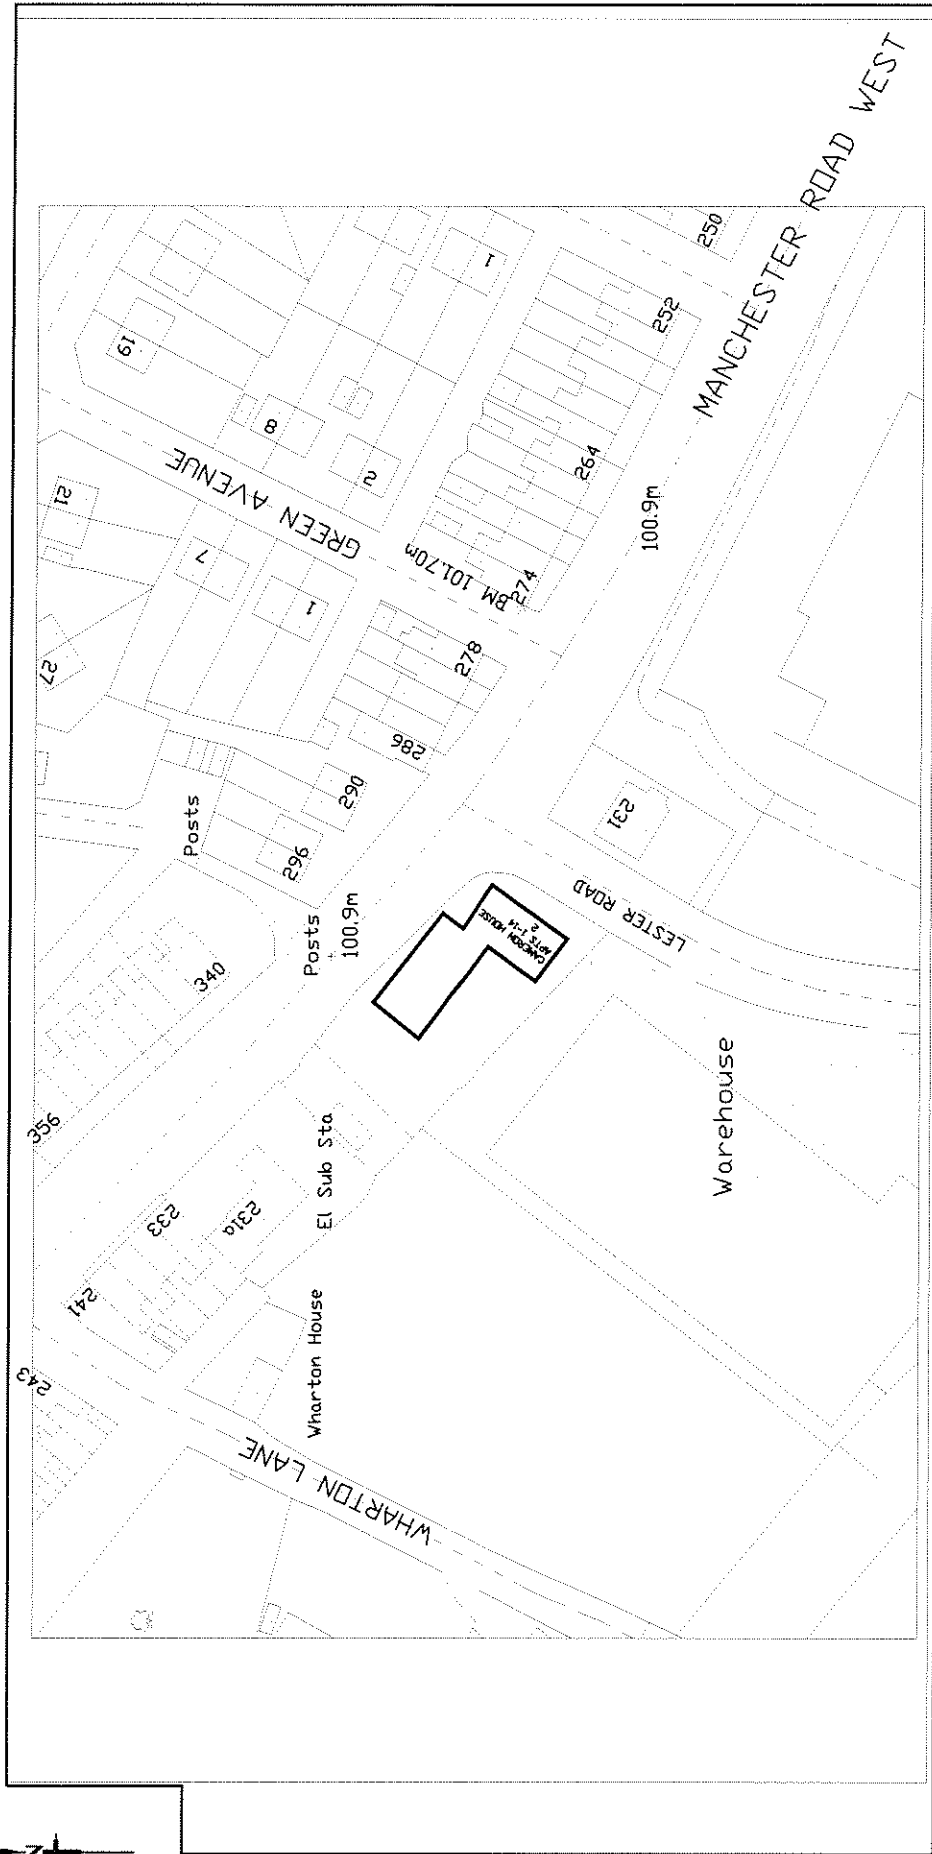 MANCHESTER ROAD WEST
250
1
252
19
8
2
264
GREEN AVENUE
100.9m
21
7
1
BM 101.70m
274
27
278
286
290
231
Posts
296
LESTER ROAD
CAMERON HOUSE
APTS 1-14
2
Posts
100.9m
340
356
Warehouse
El Sub Sta
233
231a
241
Wharton House
243
WHARTON LANE
N